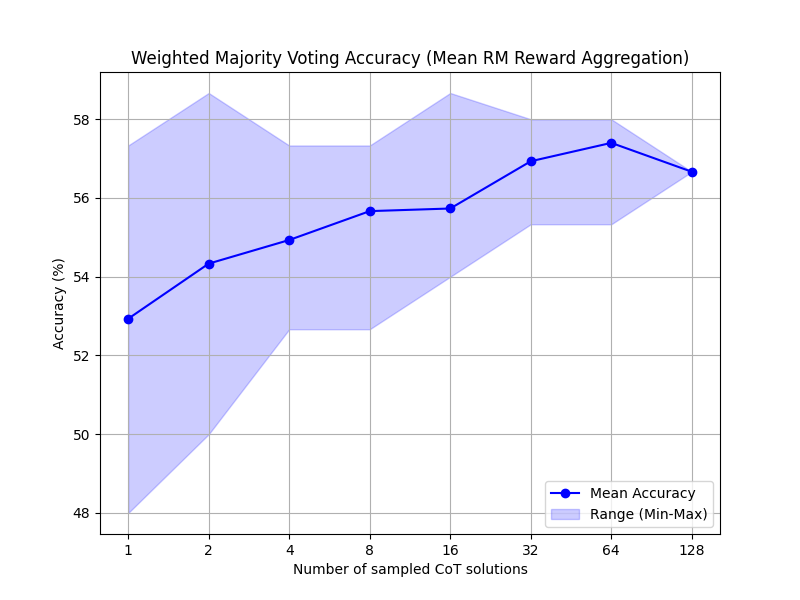 Weighted Majority Voting Accuracy (Mean RM Reward Aggregation)
Accuracy (%)
58
56
54
52
50
48
Mean Accuracy
Range (Min-Max)
1 2 4 8 16 32 64 128
Number of sampled CoT solutions